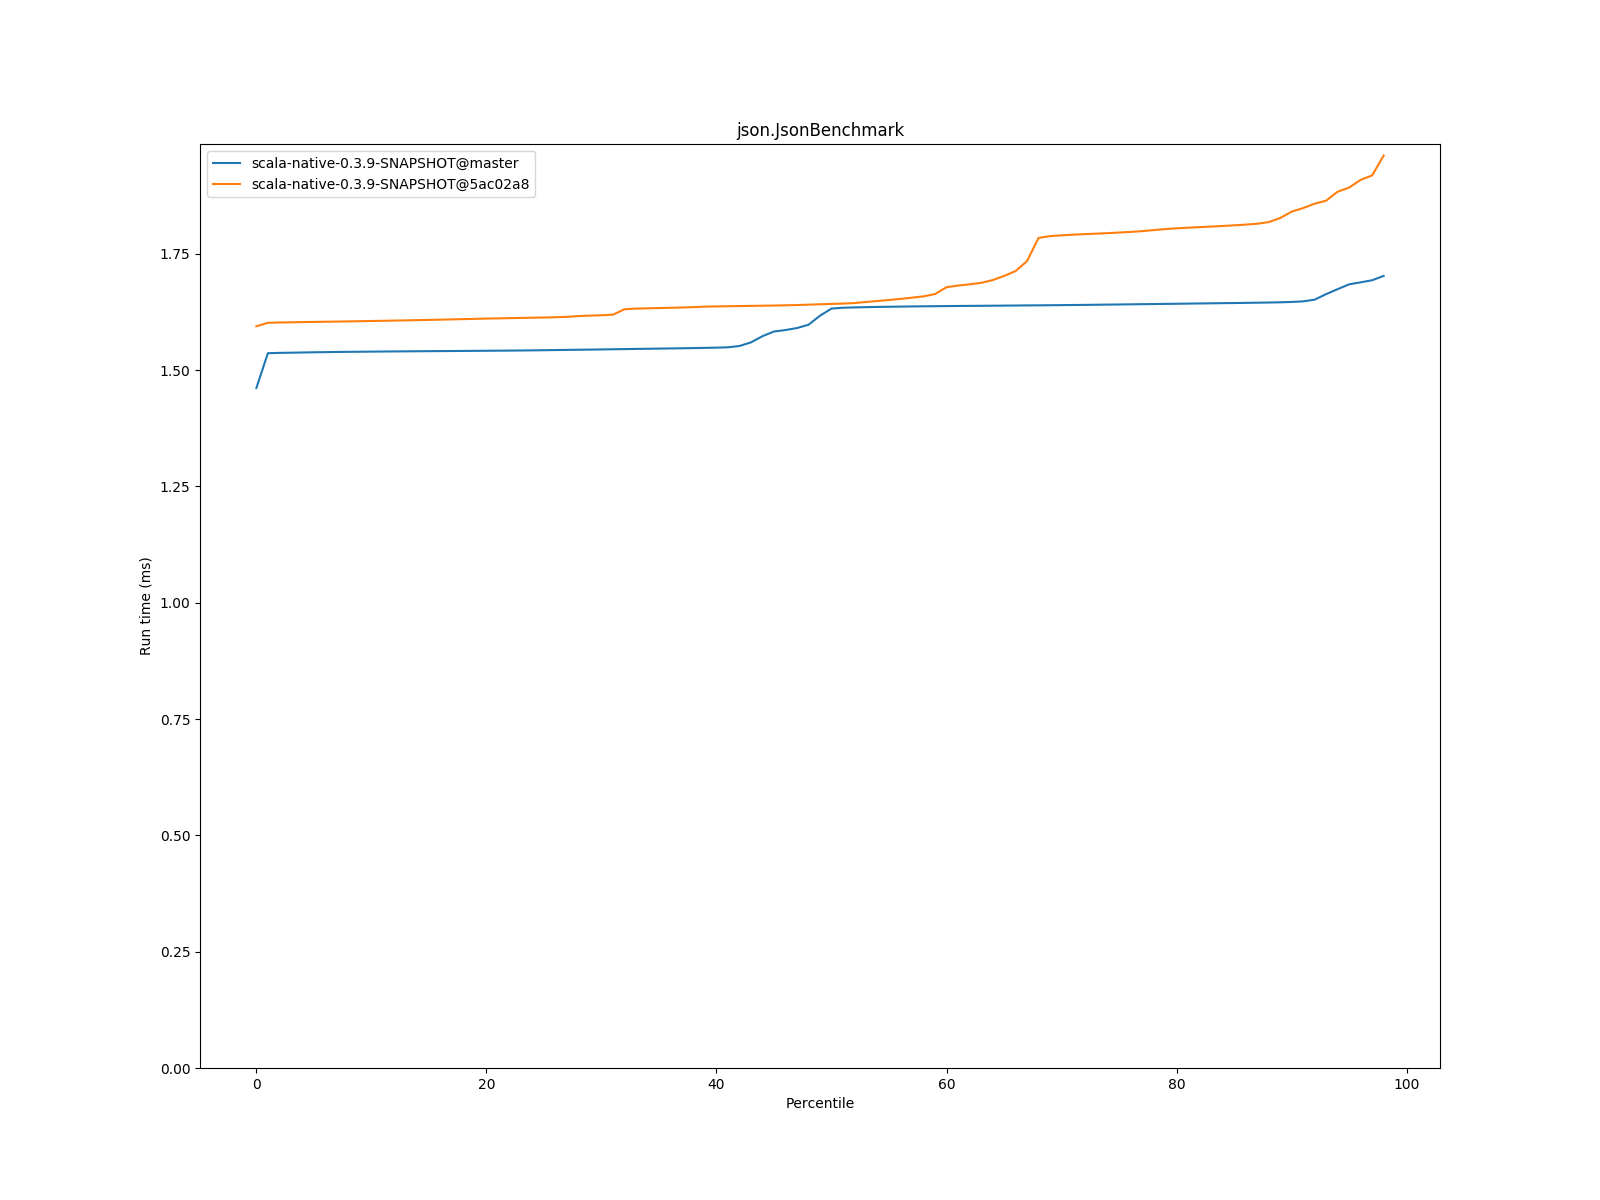 json.JsonBenchmark
scala-native-0.3.9-SNAPSHOT@master
scala-native-0.3.9-SNAPSHOT@5ac02a8
1.75
1.50
1.25
1.00
0.75
0.50
0.25
0.00
Run time (ms)
0 20 40 60 80 100
Percentile